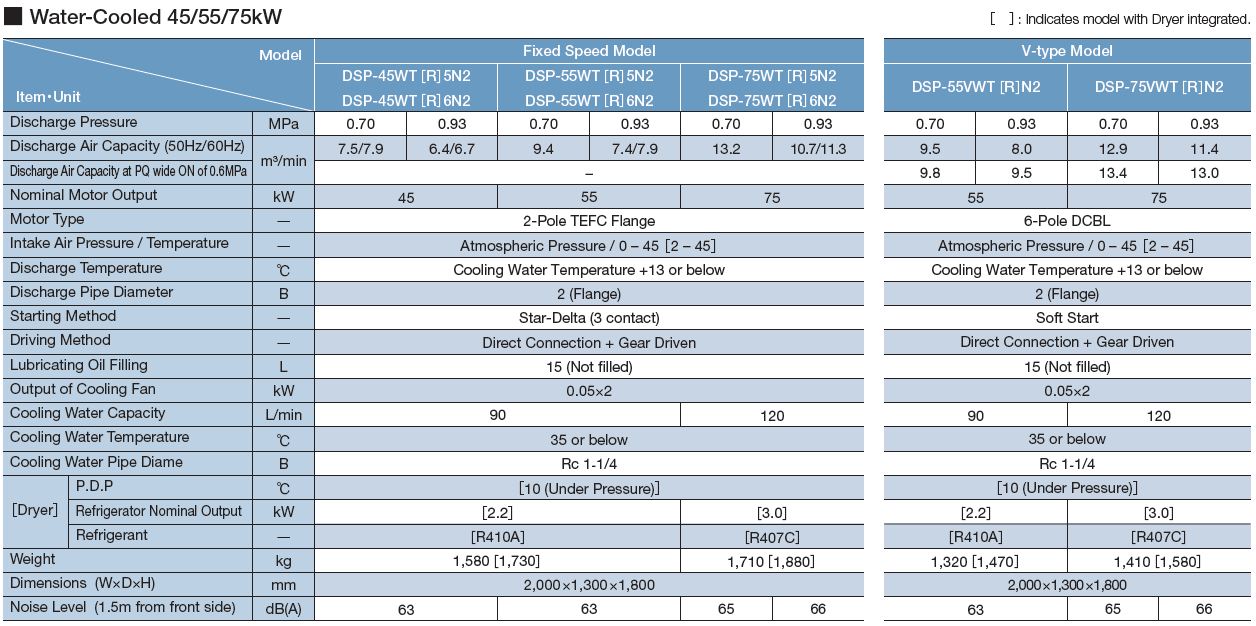 ■ Water-Cooled 45/55/75kW
[ ] : Indicates model with Dryer integrated.
Model Fixed Speed Model V-type Model
Item・Unit DSP-45WT [R] 5N2 DSP-55WT [R] 5N2 DSP-75WT [R] 5N2 DSP-55VWT [R] N2 DSP-75VWT [R] N2
DSP-45WT [R] 6N2 DSP-55WT [R] 6N2 DSP-75WT [R] 6N2
Discharge Pressure MPa 0.70 0.93 0.70 0.93 0.70 0.93 0.70 0.93 0.70 0.93
Discharge Air Capacity (50Hz/60Hz) m³/min 7.5/7.9 6.4/6.7 9.4 7.4/7.9 13.2 10.7/11.3 9.5 8.0 12.9 11.4
Discharge Air Capacity at PQ wide ON of 0.6MPa – 9.8 9.5 13.4 13.0
Nominal Motor Output kW 45 55 75 55 75
Motor Type — 2-Pole TEFC Flange 6-Pole DCBL
Intake Air Pressure / Temperature — Atmospheric Pressure / 0 – 45 [2 – 45] Atmospheric Pressure / 0 – 45 [2 – 45]
Discharge Temperature ℃ Cooling Water Temperature +13 or below Cooling Water Temperature +13 or below
Discharge Pipe Diameter B 2 (Flange) 2 (Flange)
Starting Method — Star-Delta (3 contact) Soft Start
Driving Method — Direct Connection + Gear Driven Direct Connection + Gear Driven
Lubricating Oil Filling L 15 (Not filled) 15 (Not filled)
Output of Cooling Fan kW 0.05×2 0.05×2
Cooling Water Capacity L/min 90 120 90 120
Cooling Water Temperature ℃ 35 or below 35 or below
Cooling Water Pipe Diame B Rc 1-1/4 Rc 1-1/4
[Dryer] P.D.P ℃ [10 (Under Pressure)] [10 (Under Pressure)]
Refrigerator Nominal Output kW [2.2] [3.0] [2.2] [3.0]
Refrigerant — [R410A] [R407C] [R410A] [R407C]
Weight kg 1,580 [1,730] 1,710 [1,880] 1,320 [1,470] 1,410 [1,580]
Dimensions (W×D×H) mm 2,000×1,300×1,800 2,000×1,300×1,800
Noise Level (1.5m from front side) dB(A) 63 63 65 66 63 65 66